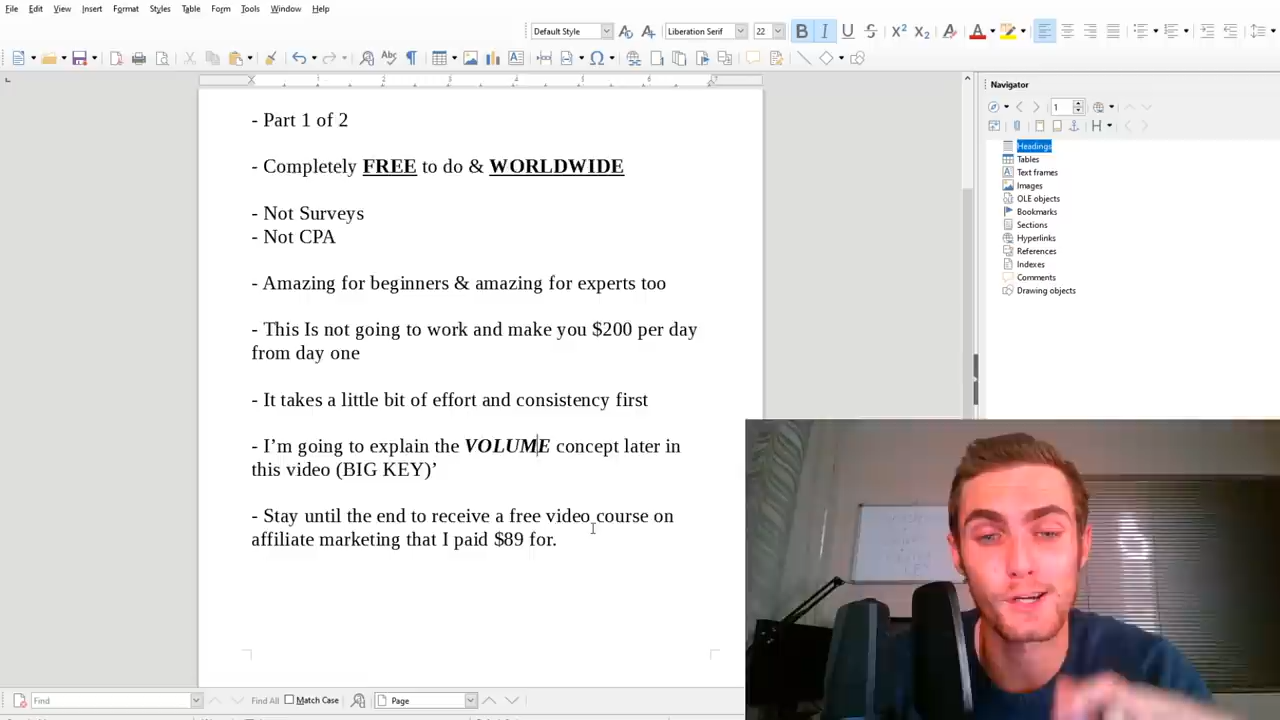 File Edit View Insert Format Styles Table Form Tools Window Help
Default Style Liberation Serif 22
Navigator
1
Headings
Tables
Text frames
Images
OLE objects
Bookmarks
Sections
Hyperlinks
References
Indexes
Comments
Drawing objects
- Part 1 of 2
- Completely FREE to do & WORLDWIDE
- Not Surveys
- Not CPA
- Amazing for beginners & amazing for experts too
- This Is not going to work and make you $200 per day
from day one
- It takes a little bit of effort and consistency first
- I’m going to explain the VOLUME concept later in
this video (BIG KEY)’
- Stay until the end to receive a free video course on
affiliate marketing that I paid $89 for.
Find Find All Match Case Page